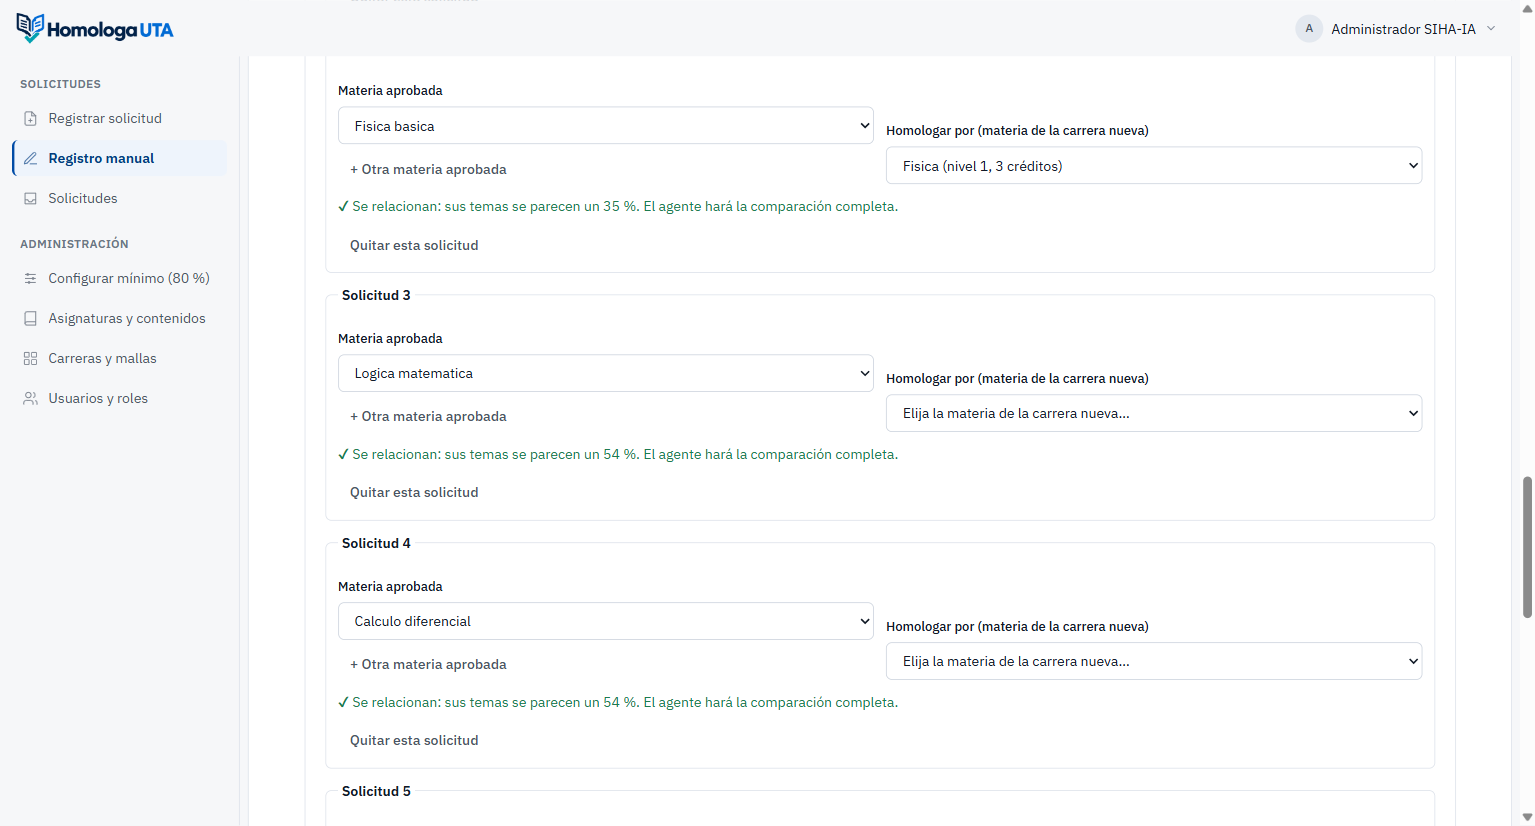 Homologa UTA
A
Administrador SIHA-IA
SOLICITUDES
Registrar solicitud
Registro manual
Solicitudes
ADMINISTRACIÓN
Configurar mínimo (80 %)
Asignaturas y contenidos
Carreras y mallas
Usuarios y roles
Materia aprobada
Fisica basica
+ Otra materia aprobada
Homologar por (materia de la carrera nueva)
Fisica (nivel 1, 3 créditos)
✓ Se relacionan: sus temas se parecen un 35 %. El agente hará la comparación completa.
Quitar esta solicitud
Solicitud 3
Materia aprobada
Logica matematica
+ Otra materia aprobada
Homologar por (materia de la carrera nueva)
Elija la materia de la carrera nueva...
✓ Se relacionan: sus temas se parecen un 54 %. El agente hará la comparación completa.
Quitar esta solicitud
Solicitud 4
Materia aprobada
Calculo diferencial
+ Otra materia aprobada
Homologar por (materia de la carrera nueva)
Elija la materia de la carrera nueva...
✓ Se relacionan: sus temas se parecen un 54 %. El agente hará la comparación completa.
Quitar esta solicitud
Solicitud 5